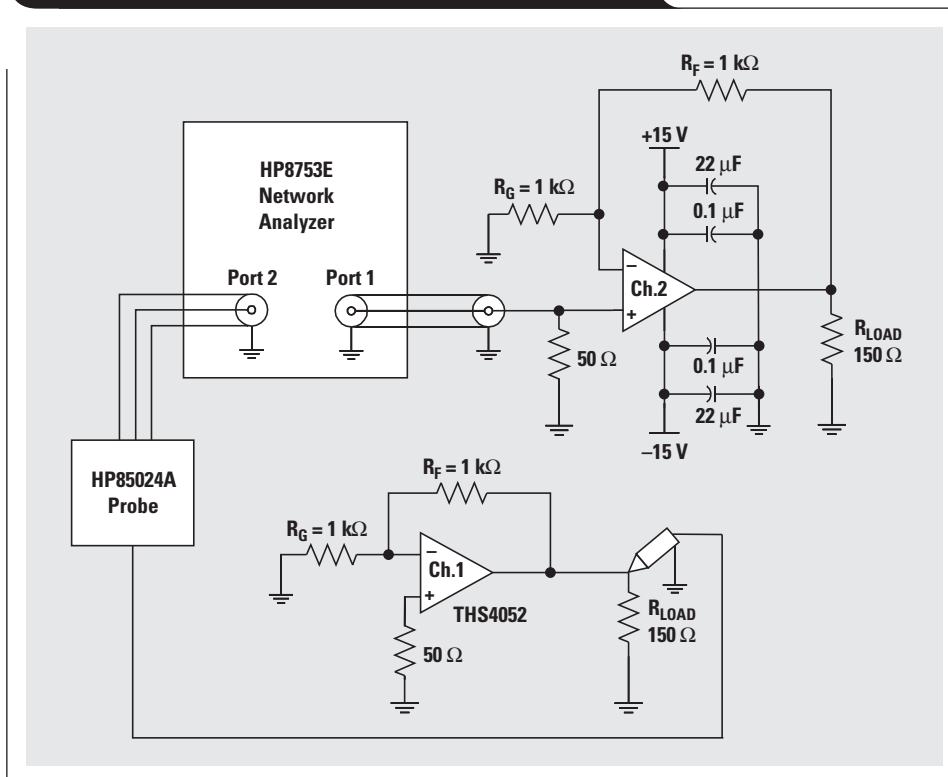 R_F = 1 kΩ
+15 V
22 μF
0.1 μF
R_G = 1 kΩ
HP8753E
Network
Analyzer
Port 2
Port 1
–
Ch.2
+
50 Ω
R_LOAD
150 Ω
0.1 μF
22 μF
–15 V
HP85024A
Probe
R_F = 1 kΩ
R_G = 1 kΩ
–
Ch.1
+
THS4052
50 Ω
R_LOAD
150 Ω